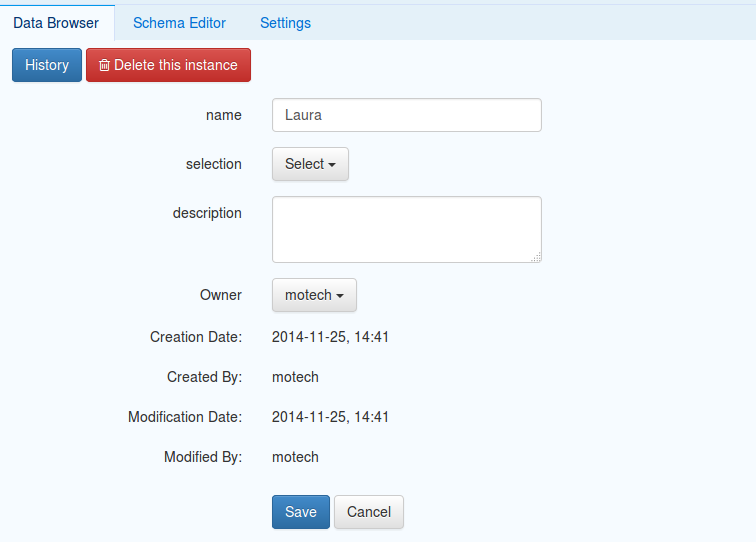 Data Browser Schema Editor Settings
History Delete this instance
name Laura
selection Select
description
Owner motech
Creation Date: 2014-11-25, 14:41
Created By: motech
Modification Date: 2014-11-25, 14:41
Modified By: motech
Save Cancel